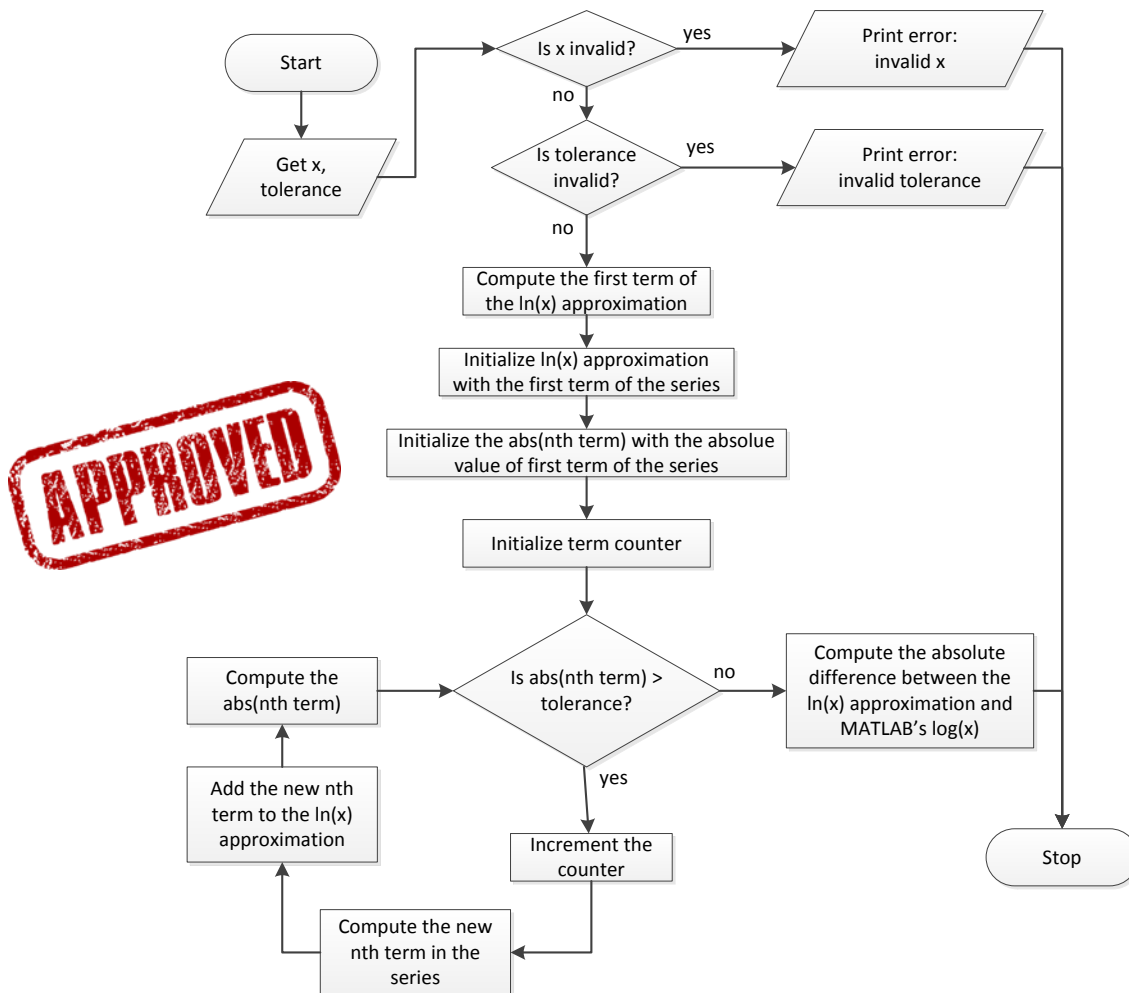 Start
Get x,
tolerance
Is x invalid?
yes
Print error:
invalid x
no
Is tolerance
invalid?
yes
Print error:
invalid tolerance
no
Compute the first term of
the ln(x) approximation
Initialize ln(x) approximation
with the first term of the series
Initialize the abs(nth term) with the absolue
value of first term of the series
Initialize term counter
APPROVED
Is abs(nth term) >
tolerance?
no
Compute the absolute
difference between the
ln(x) approximation and
MATLAB’s log(x)
yes
Increment the
counter
Compute the new
nth term in the
series
Add the new nth
term to the ln(x)
approximation
Compute the
abs(nth term)
Stop